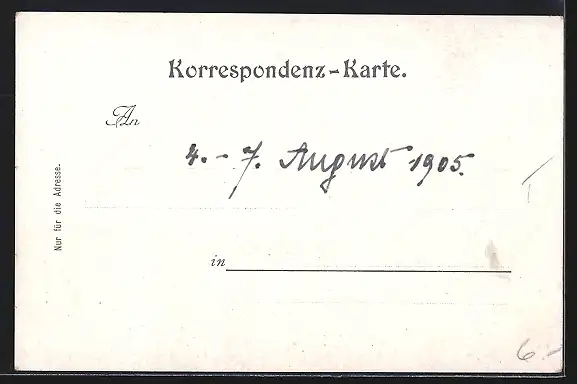 Korrespondenz-Karte.
An
4. - 7. August 1905.
Nur für die Adresse.
in
6.-